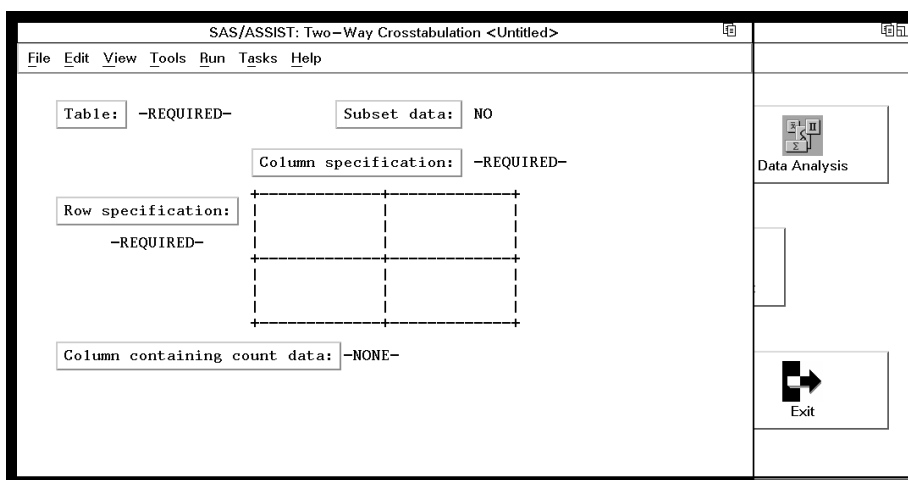 SAS/ASSIST: Two-Way Crosstabulation <Untitled>
File Edit View Tools Run Tasks Help
Table: -REQUIRED- Subset data: NO
Column specification: -REQUIRED-
Row specification:
-REQUIRED-
Column containing count data: -NONE-
Data Analysis
Exit